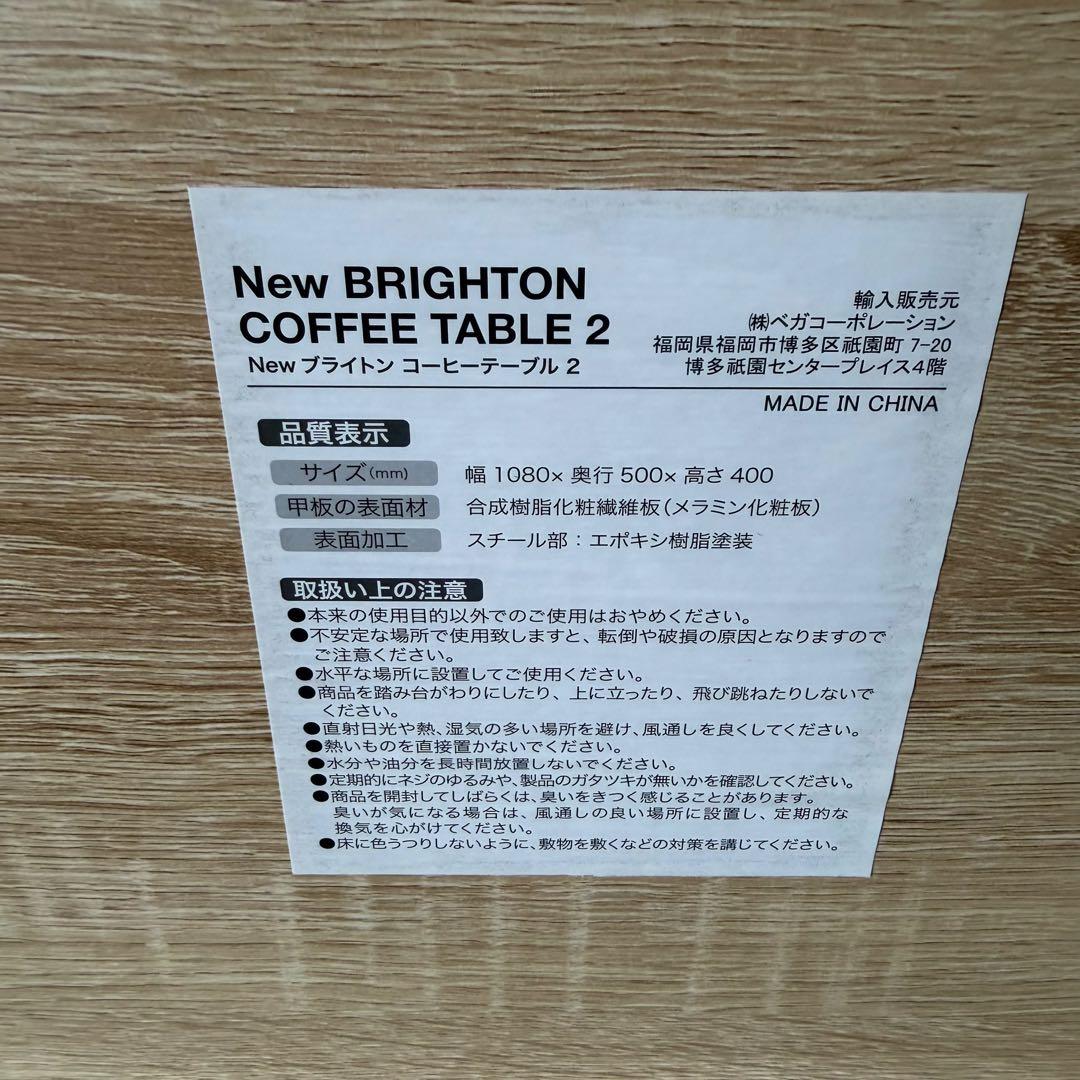 New BRIGHTON
COFFEE TABLE 2
New ブライトン コーヒーテーブル 2
輸入販売元
㈱ベガコーポレーション
福岡県福岡市博多区祇園町 7-20
博多祇園センタープレイス4階
MADE IN CHINA
品質表示
サイズ(mm) 幅 1080× 奥行 500× 高さ 400
甲板の表面材 合成樹脂化粧繊維板(メラミン化粧板)
表面加工 スチール部：エポキシ樹脂塗装
取扱い上の注意
●本来の使用目的以外でのご使用はおやめください。
●不安定な場所で使用致しますと、転倒や破損の原因となりますので
ご注意ください。
●水平な場所に設置してご使用ください。
●商品を踏み台がわりにしたり、上に立ったり、飛び跳ねたりしないで
ください。
●直射日光や熱、湿気の多い場所を避け、風通しを良くしてください。
●熱いものを直接置かないでください。
●水分や油分を長時間放置しないでください。
●定期的にネジのゆるみや、製品のガタツキが無いかを確認してください。
●商品を開封してしばらくは、臭いをきつく感じることがあります。
臭いが気になる場合は、風通しの良い場所に設置し、定期的な
換気を心がけてください。
●床に色うつりしないように、敷物を敷くなどの対策を講じてください。